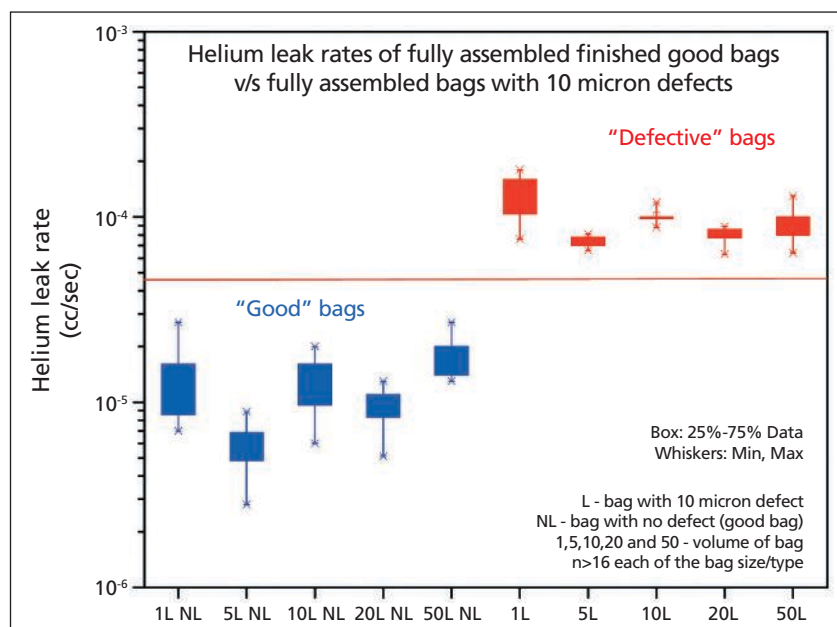 Helium leak rates of fully assembled finished good bags
v/s fully assembled bags with 10 micron defects
"Defective" bags
"Good" bags
Helium leak rate
(cc/sec)
10-3
10-4
10-5
10-6
Box: 25%-75% Data
Whiskers: Min, Max
L - bag with 10 micron defect
NL - bag with no defect (good bag)
1,5,10,20 and 50 - volume of bag
n>16 each of the bag size/type
1L NL 5L NL 10L NL 20L NL 50L NL 1L 5L 10L 20L 50L